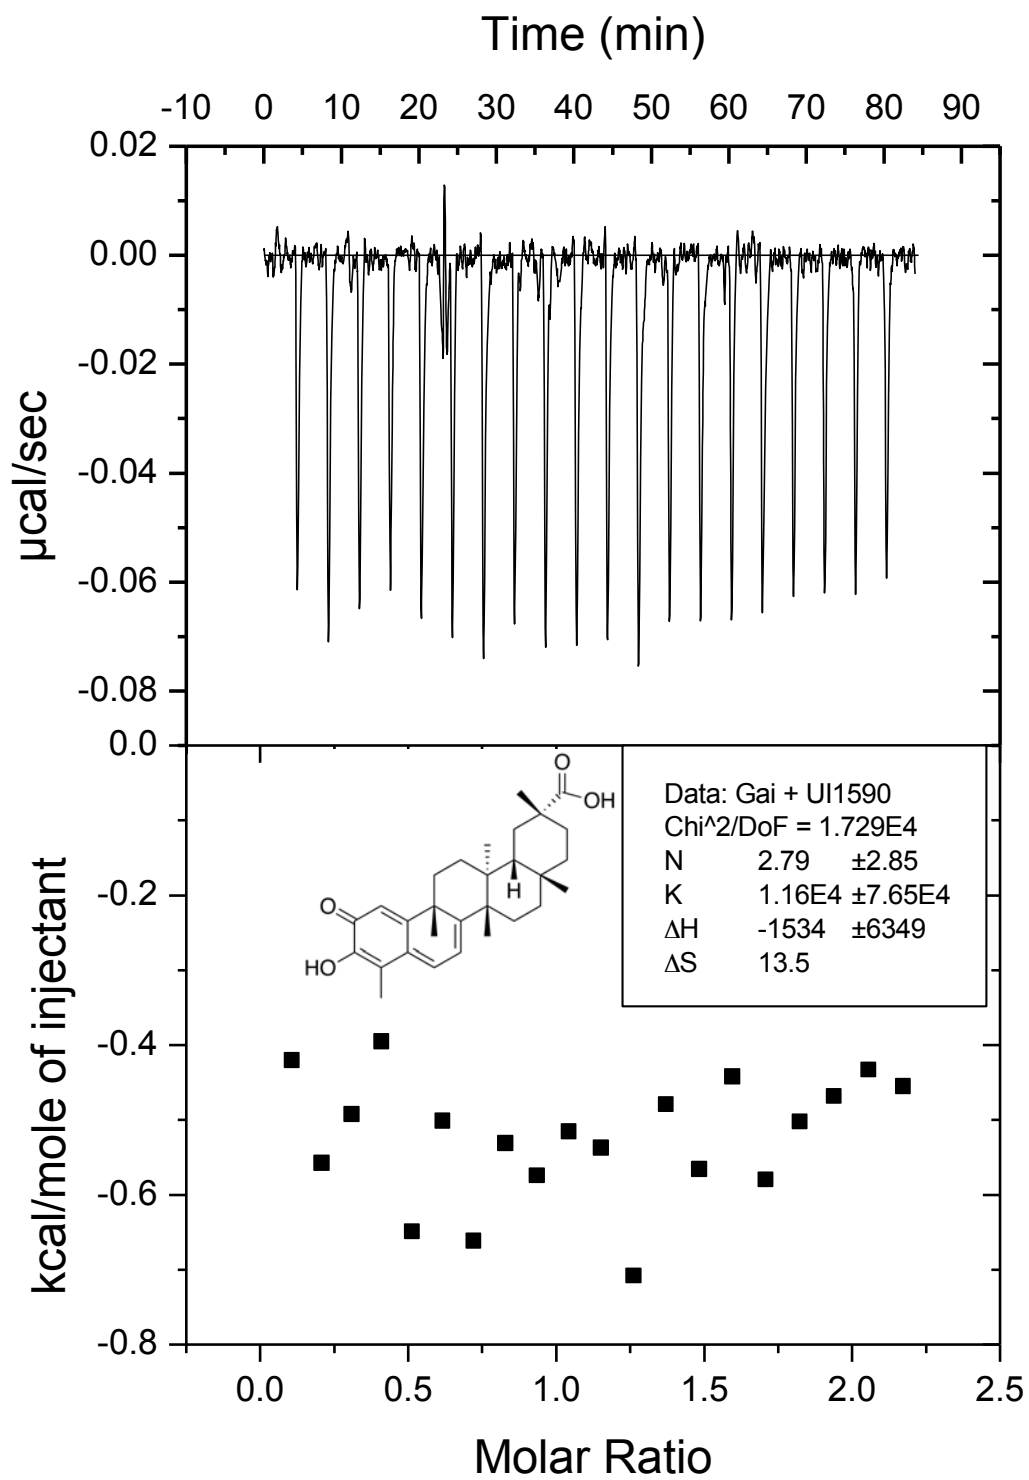 Time (min)
-10 0 10 20 30 40 50 60 70 80 90
0.02
0.00
-0.02
-0.04
-0.06
-0.08
µcal/sec
0.0
-0.2
-0.4
-0.6
-0.8
kcal/mole of injectant
O
OH
H
O
HO
Data: Gai + UI1590
Chi^2/DoF = 1.729E4
N 2.79 ±2.85
K 1.16E4 ±7.65E4
ΔH -1534 ±6349
ΔS 13.5
0.0 0.5 1.0 1.5 2.0 2.5
Molar Ratio